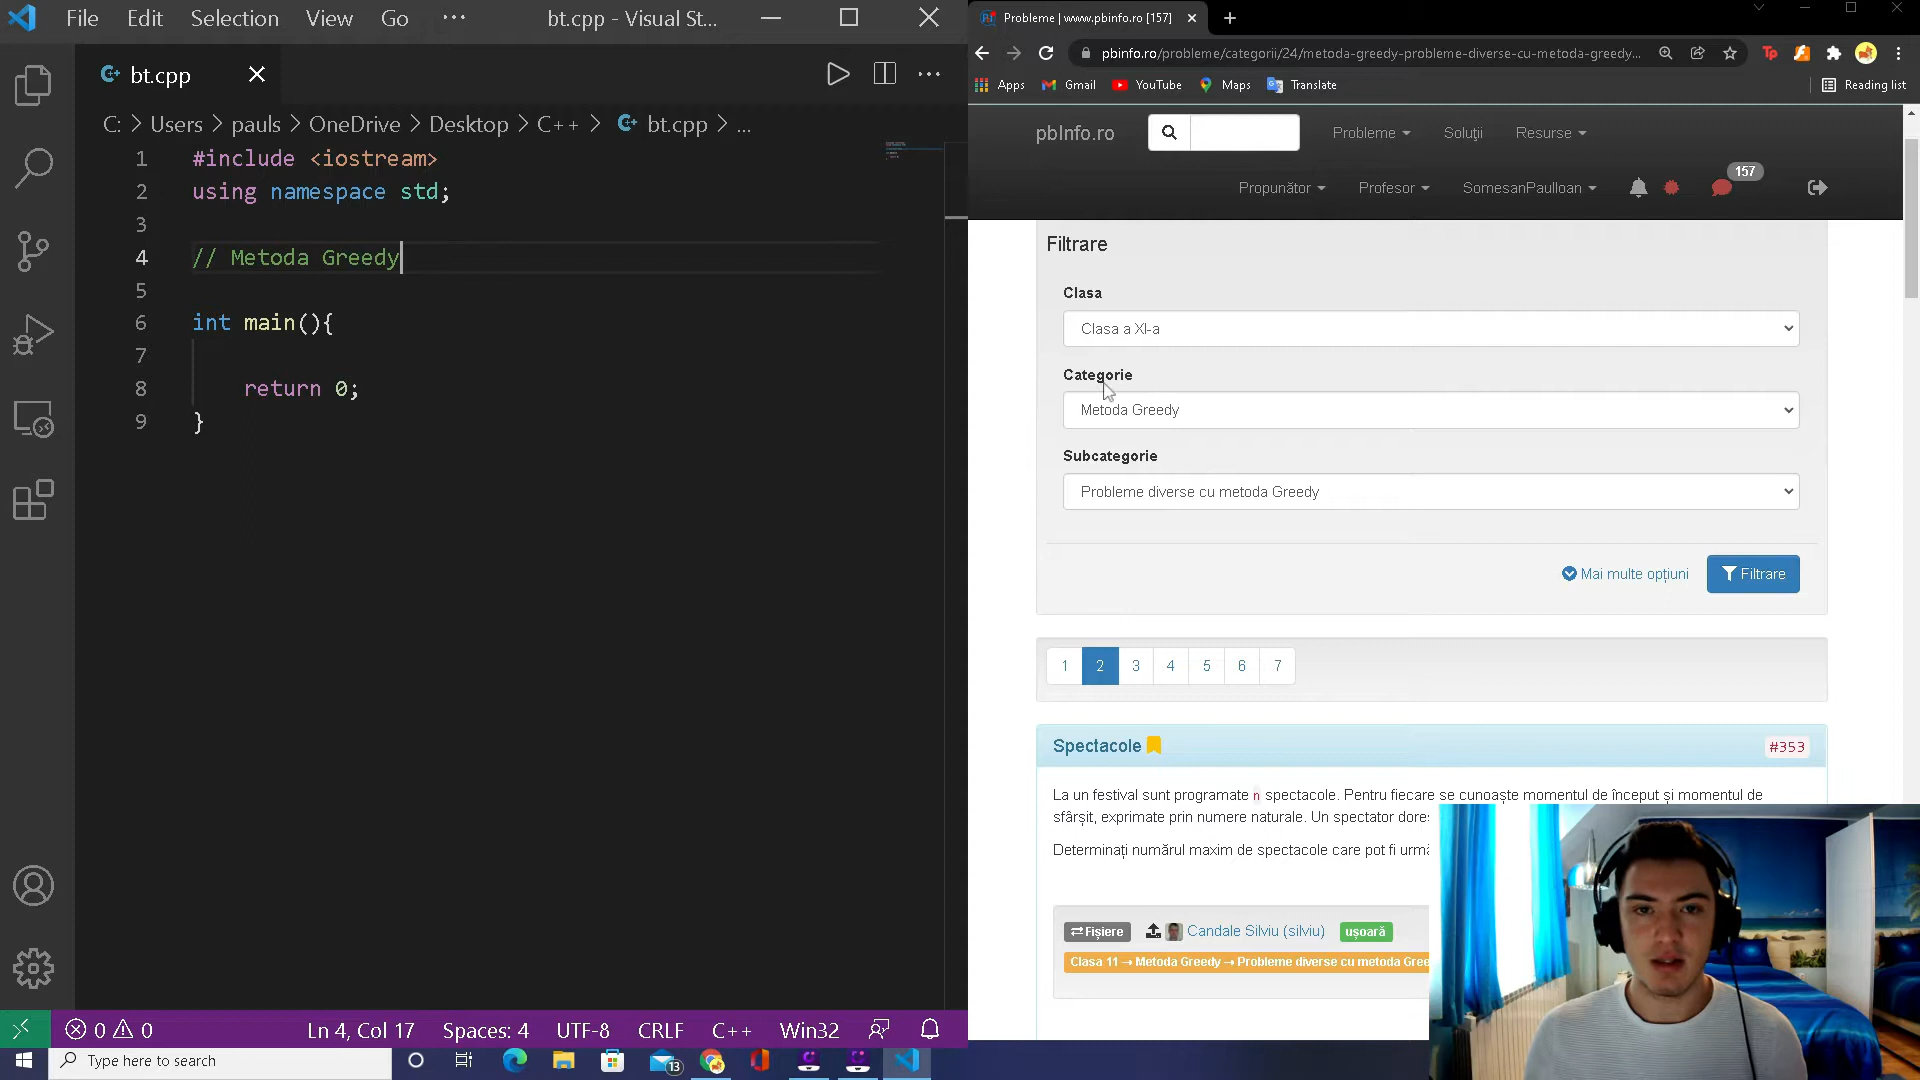 File Edit Selection View Go ··· bt.cpp - Visual St...
bt.cpp
C: > Users > pauls > OneDrive > Desktop > C++ > bt.cpp > ...
1 #include <iostream>
2 using namespace std;
3
4 // Metoda Greedy
5
6 int main(){
7
8 return 0;
9 }
0 0 Ln 4, Col 17 Spaces: 4 UTF-8 CRLF C++ Win32
Type here to search
13
Probleme | www.pbinfo.ro [157]
pbinfo.ro/probleme/categorii/24/metoda-greedy-probleme-diverse-cu-metoda-greedy...
Apps Gmail YouTube Maps Translate Reading list
pbInfo.ro Probleme Soluții Resurse
157
Propunător Profesor SomesanPaulIoan
Filtrare
Clasa
Clasa a XI-a
Categorie
Metoda Greedy
Subcategorie
Probleme diverse cu metoda Greedy
Mai multe opțiuni Filtrare
1 2 3 4 5 6 7
Spectacole #353
La un festival sunt programate n spectacole. Pentru fiecare se cunoaște momentul de început și momentul de
sfârșit, exprimate prin numere naturale. Un spectator dores
Determinați numărul maxim de spectacole care pot fi urmă
Fișiere Candale Silviu (silviu) ușoară
Clasa 11 → Metoda Greedy → Probleme diverse cu metoda Gree